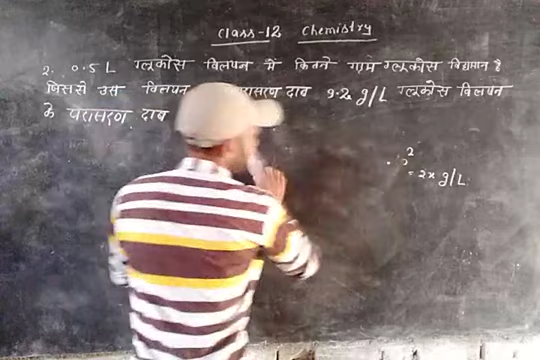 Class-12 Chemistry
2. 0.5 L ग्लूकोस विलयन में कितने ग्राम ग्लूकोस विद्यमान है
जिससे उस विलयन परासरण दाब 9.2 g/L ग्लूकोस विलयन
के परासरण दाब
2
= 2x g/L